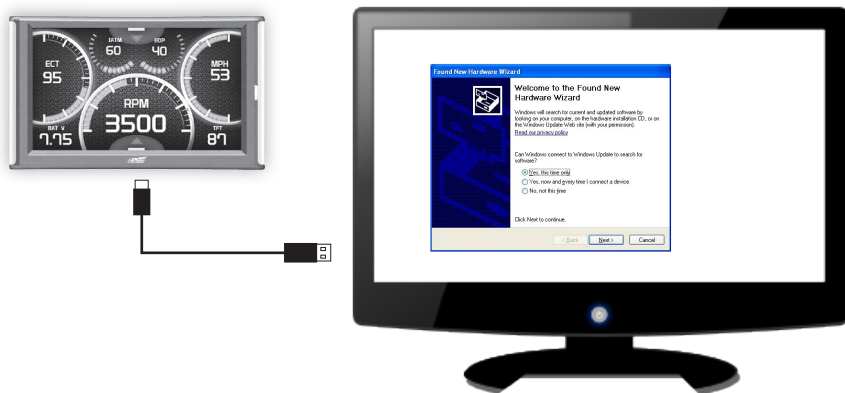 IATM
60
EOP
40
ECT
95
MPH
53
RPM
3500
BAT V
7.75
TFT
87
Found New Hardware Wizard
Welcome to the Found New
Hardware Wizard
Windows will search for current and updated software by
looking on your computer, on the hardware installation CD, or on
the Windows Update Web site (with your permission).
Read our privacy policy
Can Windows connect to Windows Update to search for
software?
Yes, this time only
Yes, now and every time I connect a device
No, not this time
Click Next to continue.
< Back
Next >
Cancel